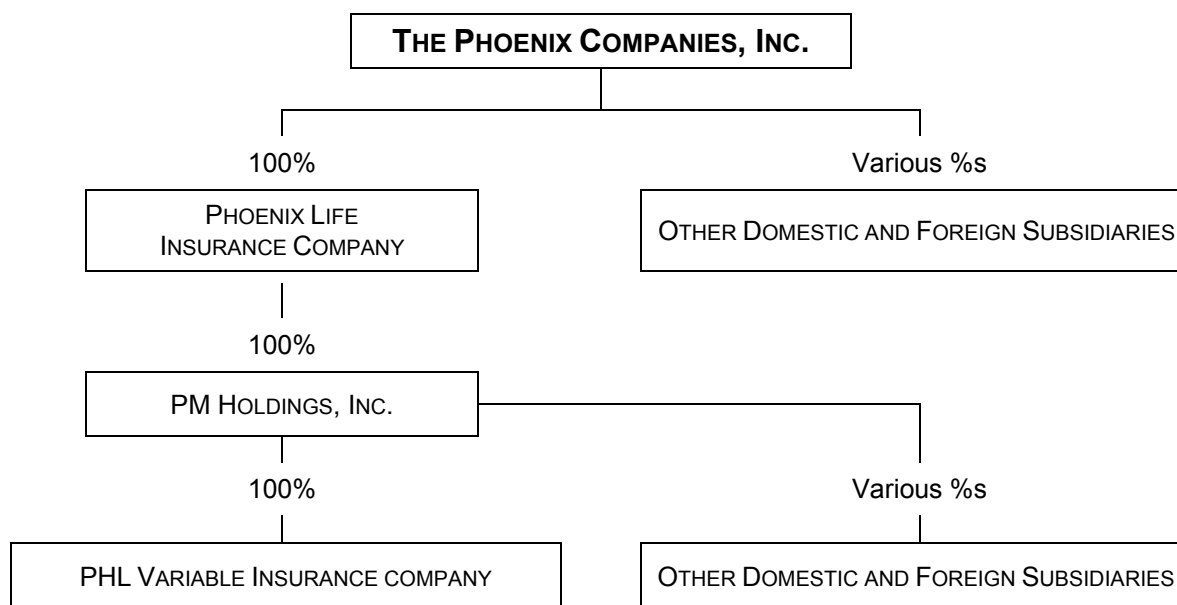 THE PHOENIX COMPANIES, INC.
100%
Various %s
PHOENIX LIFE
INSURANCE COMPANY
OTHER DOMESTIC AND FOREIGN SUBSIDIARIES
100%
PM HOLDINGS, INC.
100%
Various %s
PHL VARIABLE INSURANCE COMPANY
OTHER DOMESTIC AND FOREIGN SUBSIDIARIES